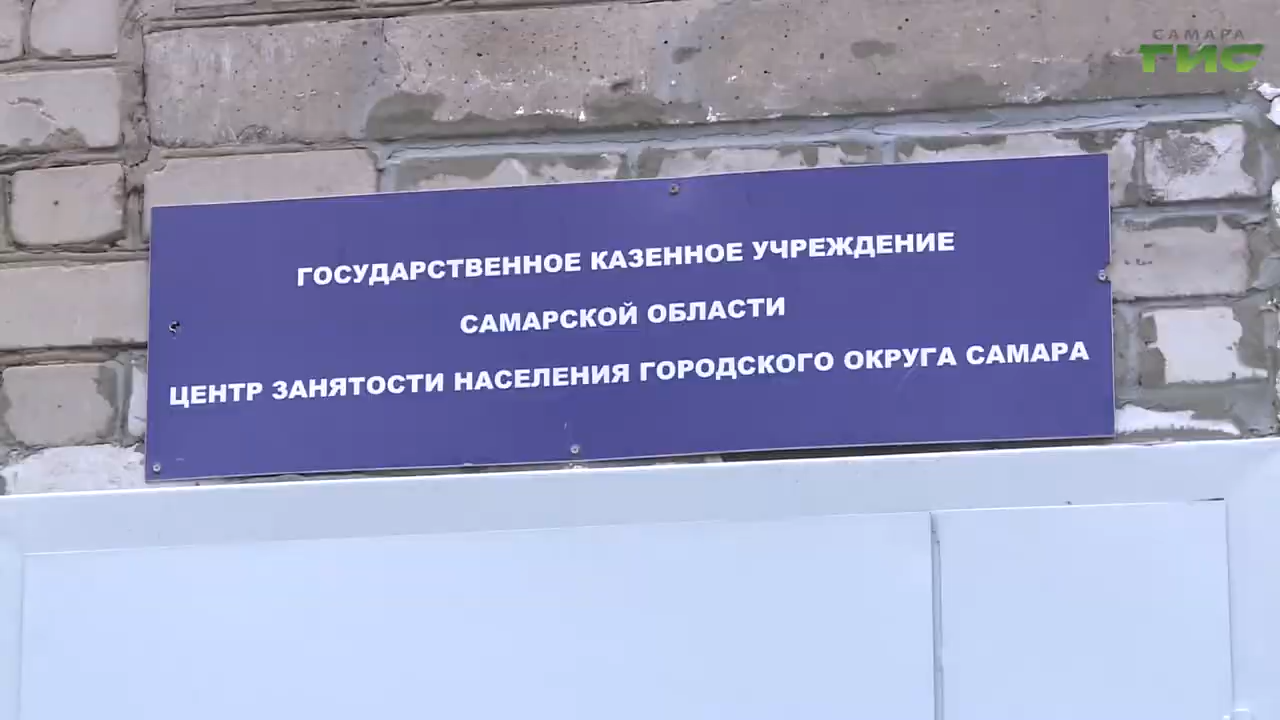 САМАРА
ГИС
ГОСУДАРСТВЕННОЕ КАЗЕННОЕ УЧРЕЖДЕНИЕ
САМАРСКОЙ ОБЛАСТИ
ЦЕНТР ЗАНЯТОСТИ НАСЕЛЕНИЯ ГОРОДСКОГО ОКРУГА САМАРА